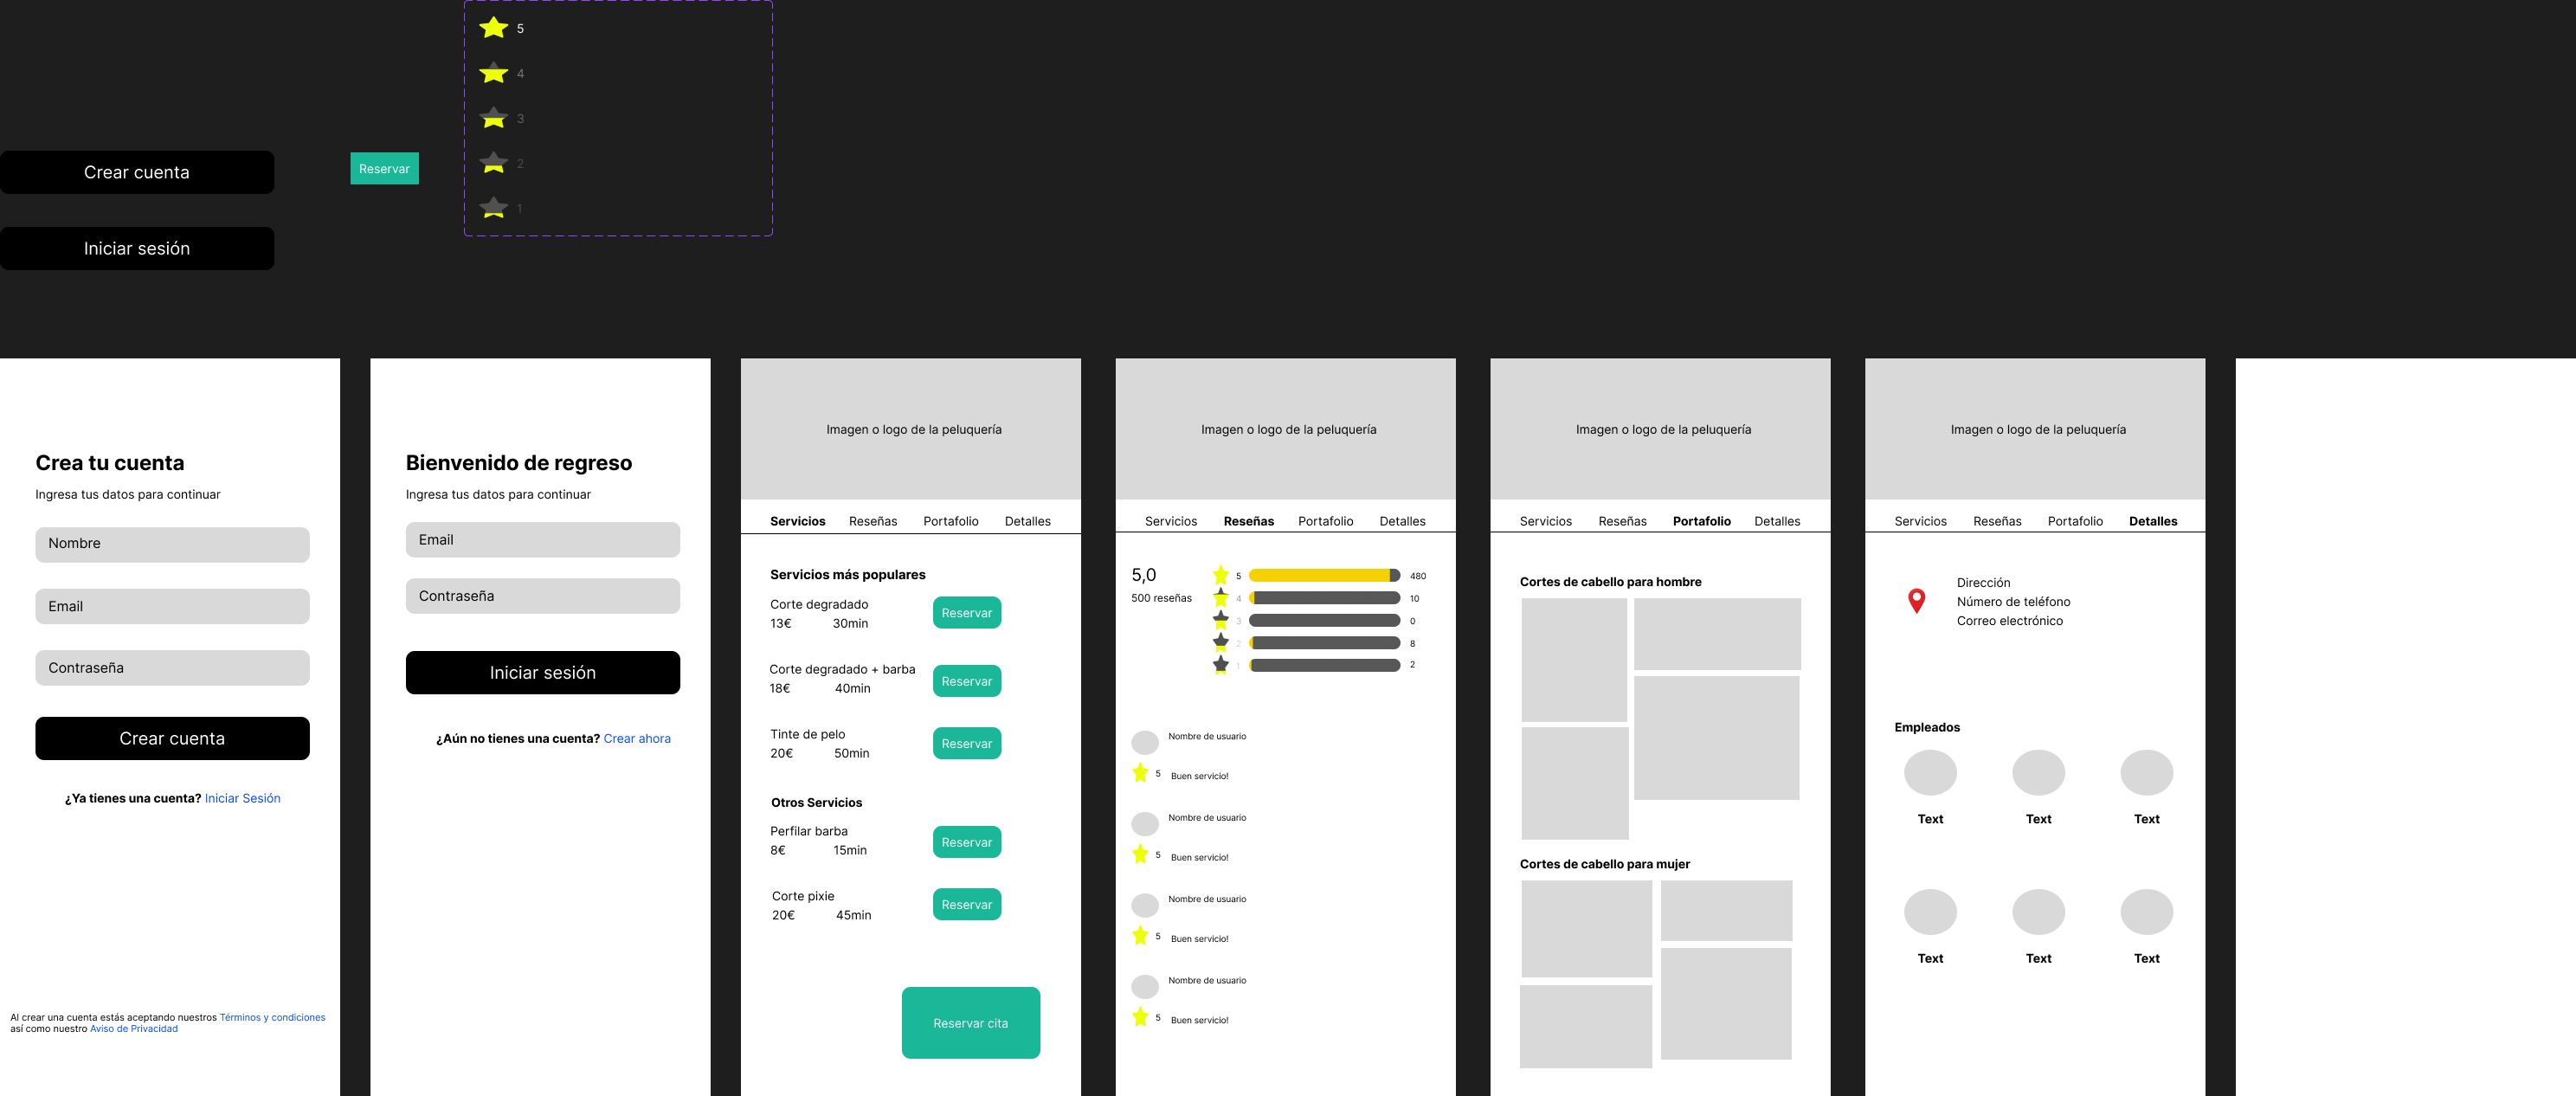 5
4
3
2
1
Crear cuenta
Reservar
Iniciar sesión
Crea tu cuenta
Ingresa tus datos para continuar
Nombre
Email
Contraseña
Crear cuenta
¿Ya tienes una cuenta? Iniciar Sesión
Al crear una cuenta estás aceptando nuestros Términos y condiciones
así como nuestro Aviso de Privacidad
Bienvenido de regreso
Ingresa tus datos para continuar
Email
Contraseña
Iniciar sesión
¿Aún no tienes una cuenta? Crear ahora
Imagen o logo de la peluquería
Servicios Reseñas Portafolio Detalles
Servicios más populares
Corte degradado
13€ 30min
Reservar
Corte degradado + barba
18€ 40min
Reservar
Tinte de pelo
20€ 50min
Reservar
Otros Servicios
Perfilar barba
8€ 15min
Reservar
Corte pixie
20€ 45min
Reservar
Reservar cita
Imagen o logo de la peluquería
Servicios Reseñas Portafolio Detalles
5,0
500 reseñas
5 480
4 10
3 0
2 8
1 2
Nombre de usuario
5 Buen servicio!
Nombre de usuario
5 Buen servicio!
Nombre de usuario
5 Buen servicio!
Nombre de usuario
5 Buen servicio!
Imagen o logo de la peluquería
Servicios Reseñas Portafolio Detalles
Cortes de cabello para hombre
Cortes de cabello para mujer
Imagen o logo de la peluquería
Servicios Reseñas Portafolio Detalles
Dirección
Número de teléfono
Correo electrónico
Empleados
Text Text Text
Text Text Text